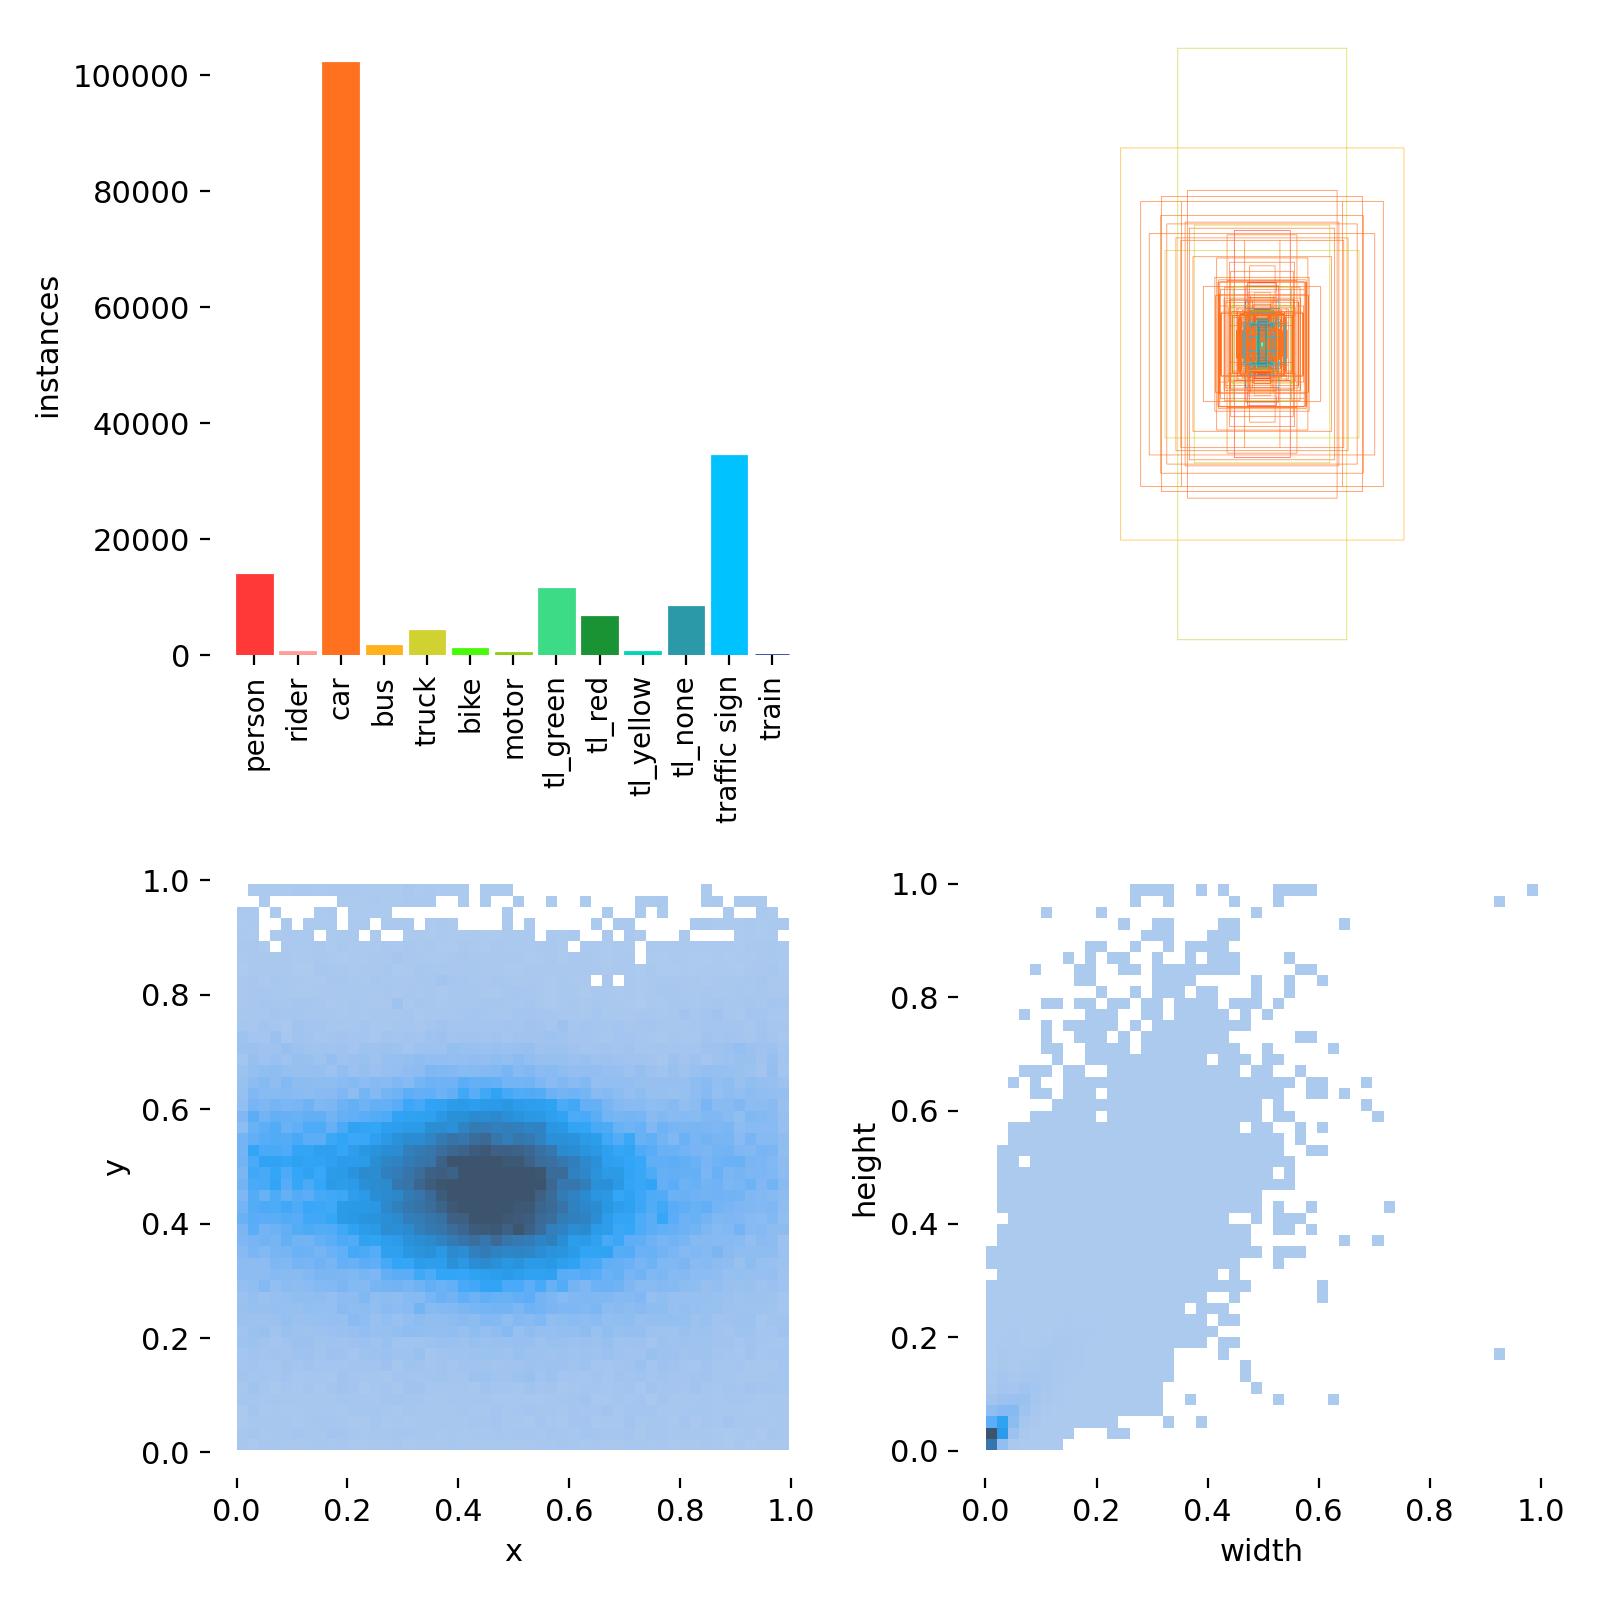 100000
80000
60000
40000
20000
0
instances
person
rider
car
bus
truck
bike
motor
tl_green
tl_red
tl_yellow
tl_none
traffic sign
train
1.0
0.8
0.6
0.4
0.2
0.0
y
0.0 0.2 0.4 0.6 0.8 1.0
x
1.0
0.8
0.6
0.4
0.2
0.0
height
0.0 0.2 0.4 0.6 0.8 1.0
width